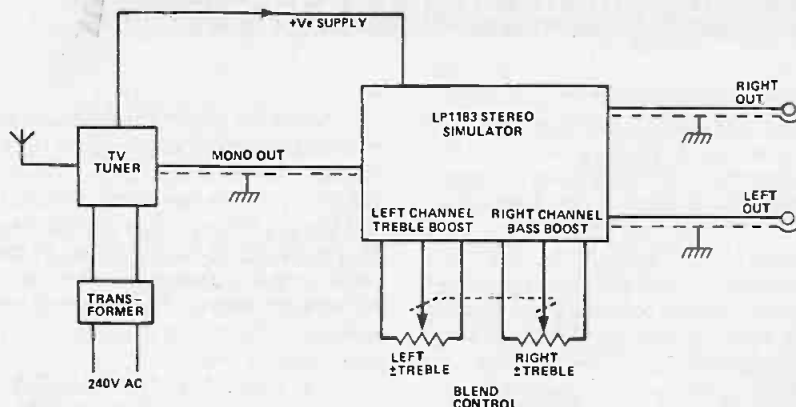 +Ve SUPPLY
RIGHT
OUT
LP1183 STEREO
SIMULATOR
TV
TUNER
MONO OUT
LEFT
OUT
LEFT CHANNEL
TREBLE BOOST
RIGHT CHANNEL
BASS BOOST
TRANS-
FORMER
LEFT
±TREBLE
RIGHT
±TREBLE
240V AC
BLEND
CONTROL